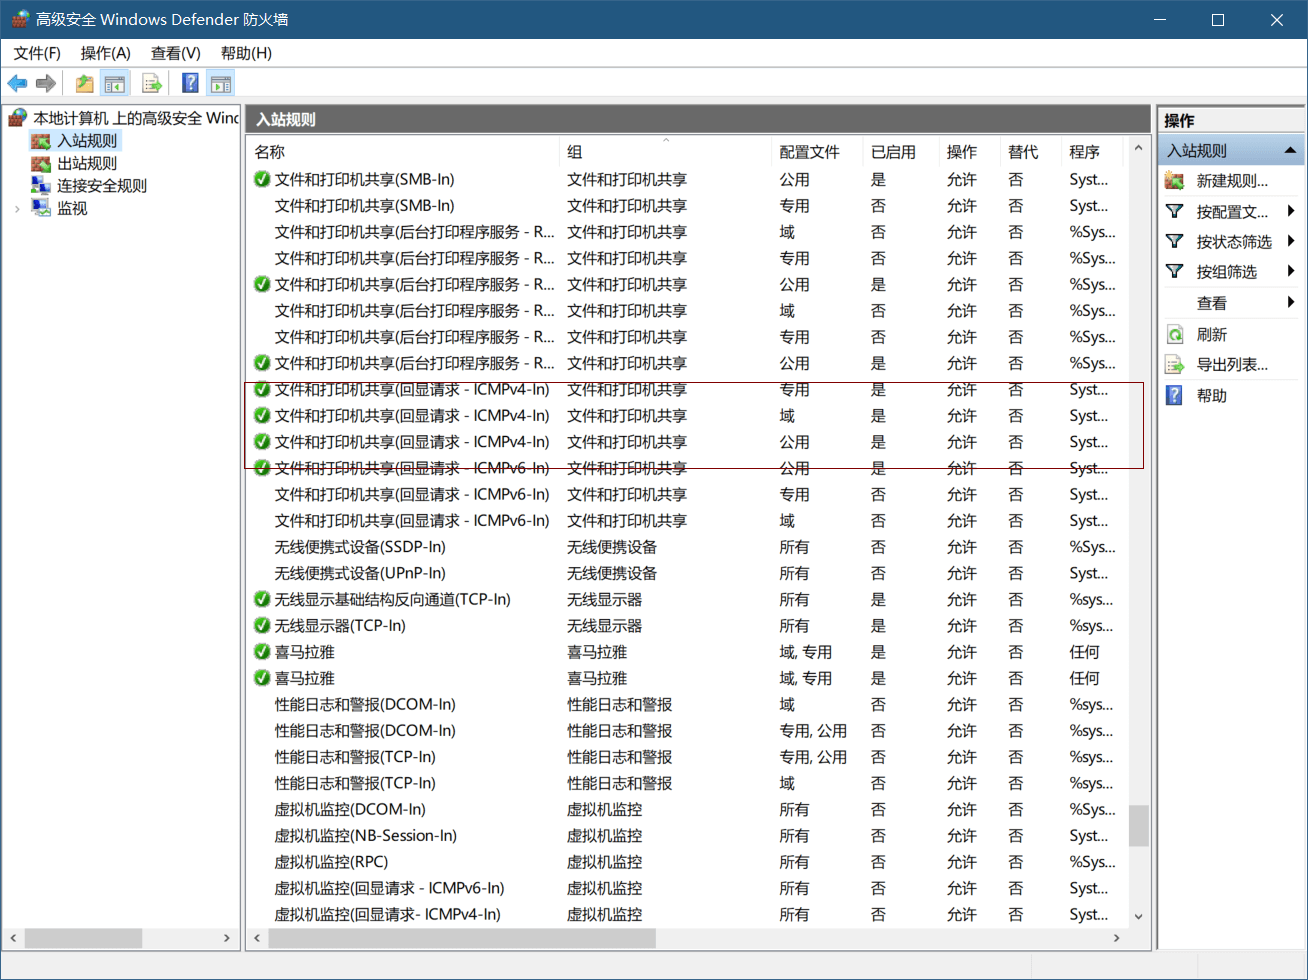 高级安全 Windows Defender 防火墙
文件(F) 操作(A) 查看(V) 帮助(H)
本地计算机 上的高级安全 Wind
入站规则
出站规则
连接安全规则
监视
入站规则
名称 组 配置文件 已启用 操作 替代 程序
文件和打印机共享(SMB-In) 文件和打印机共享 公用 是 允许 否 Syst...
文件和打印机共享(SMB-In) 文件和打印机共享 专用 否 允许 否 Syst...
文件和打印机共享(后台打印程序服务 - R... 文件和打印机共享 域 否 允许 否 %Sys...
文件和打印机共享(后台打印程序服务 - R... 文件和打印机共享 专用 否 允许 否 %Sys...
文件和打印机共享(后台打印程序服务 - R... 文件和打印机共享 公用 是 允许 否 %Sys...
文件和打印机共享(后台打印程序服务 - R... 文件和打印机共享 域 否 允许 否 %Sys...
文件和打印机共享(后台打印程序服务 - R... 文件和打印机共享 专用 否 允许 否 %Sys...
文件和打印机共享(后台打印程序服务 - R... 文件和打印机共享 公用 是 允许 否 %Sys...
文件和打印机共享(回显请求 - ICMPv4-In) 文件和打印机共享 专用 是 允许 否 Syst...
文件和打印机共享(回显请求 - ICMPv4-In) 文件和打印机共享 域 是 允许 否 Syst...
文件和打印机共享(回显请求 - ICMPv4-In) 文件和打印机共享 公用 是 允许 否 Syst...
文件和打印机共享(回显请求 - ICMPv6-In) 文件和打印机共享 公用 是 允许 否 Syst...
文件和打印机共享(回显请求 - ICMPv6-In) 文件和打印机共享 专用 否 允许 否 Syst...
文件和打印机共享(回显请求 - ICMPv6-In) 文件和打印机共享 域 否 允许 否 Syst...
无线便携式设备(SSDP-In) 无线便携设备 所有 否 允许 否 %Sys...
无线便携式设备(UPnP-In) 无线便携设备 所有 否 允许 否 Syst...
无线显示基础结构反向通道(TCP-In) 无线显示器 所有 是 允许 否 %sys...
无线显示器(TCP-In) 无线显示器 所有 是 允许 否 %sys...
喜马拉雅 喜马拉雅 域, 专用 是 允许 否 任何
喜马拉雅 喜马拉雅 域, 专用 是 允许 否 任何
性能日志和警报(DCOM-In) 性能日志和警报 域 否 允许 否 %sys...
性能日志和警报(DCOM-In) 性能日志和警报 专用, 公用 否 允许 否 %sys...
性能日志和警报(TCP-In) 性能日志和警报 专用, 公用 否 允许 否 %sys...
性能日志和警报(TCP-In) 性能日志和警报 域 否 允许 否 %sys...
虚拟机监控(DCOM-In) 虚拟机监控 所有 否 允许 否 %Sys...
虚拟机监控(NB-Session-In) 虚拟机监控 所有 否 允许 否 Syst...
虚拟机监控(RPC) 虚拟机监控 所有 否 允许 否 %Sys...
虚拟机监控(回显请求 - ICMPv6-In) 虚拟机监控 所有 否 允许 否 Syst...
虚拟机监控(回显请求- ICMPv4-In) 虚拟机监控 所有 否 允许 否 Syst...
操作
入站规则
新建规则...
按配置文...
按状态筛选
按组筛选
查看
刷新
导出列表...
帮助